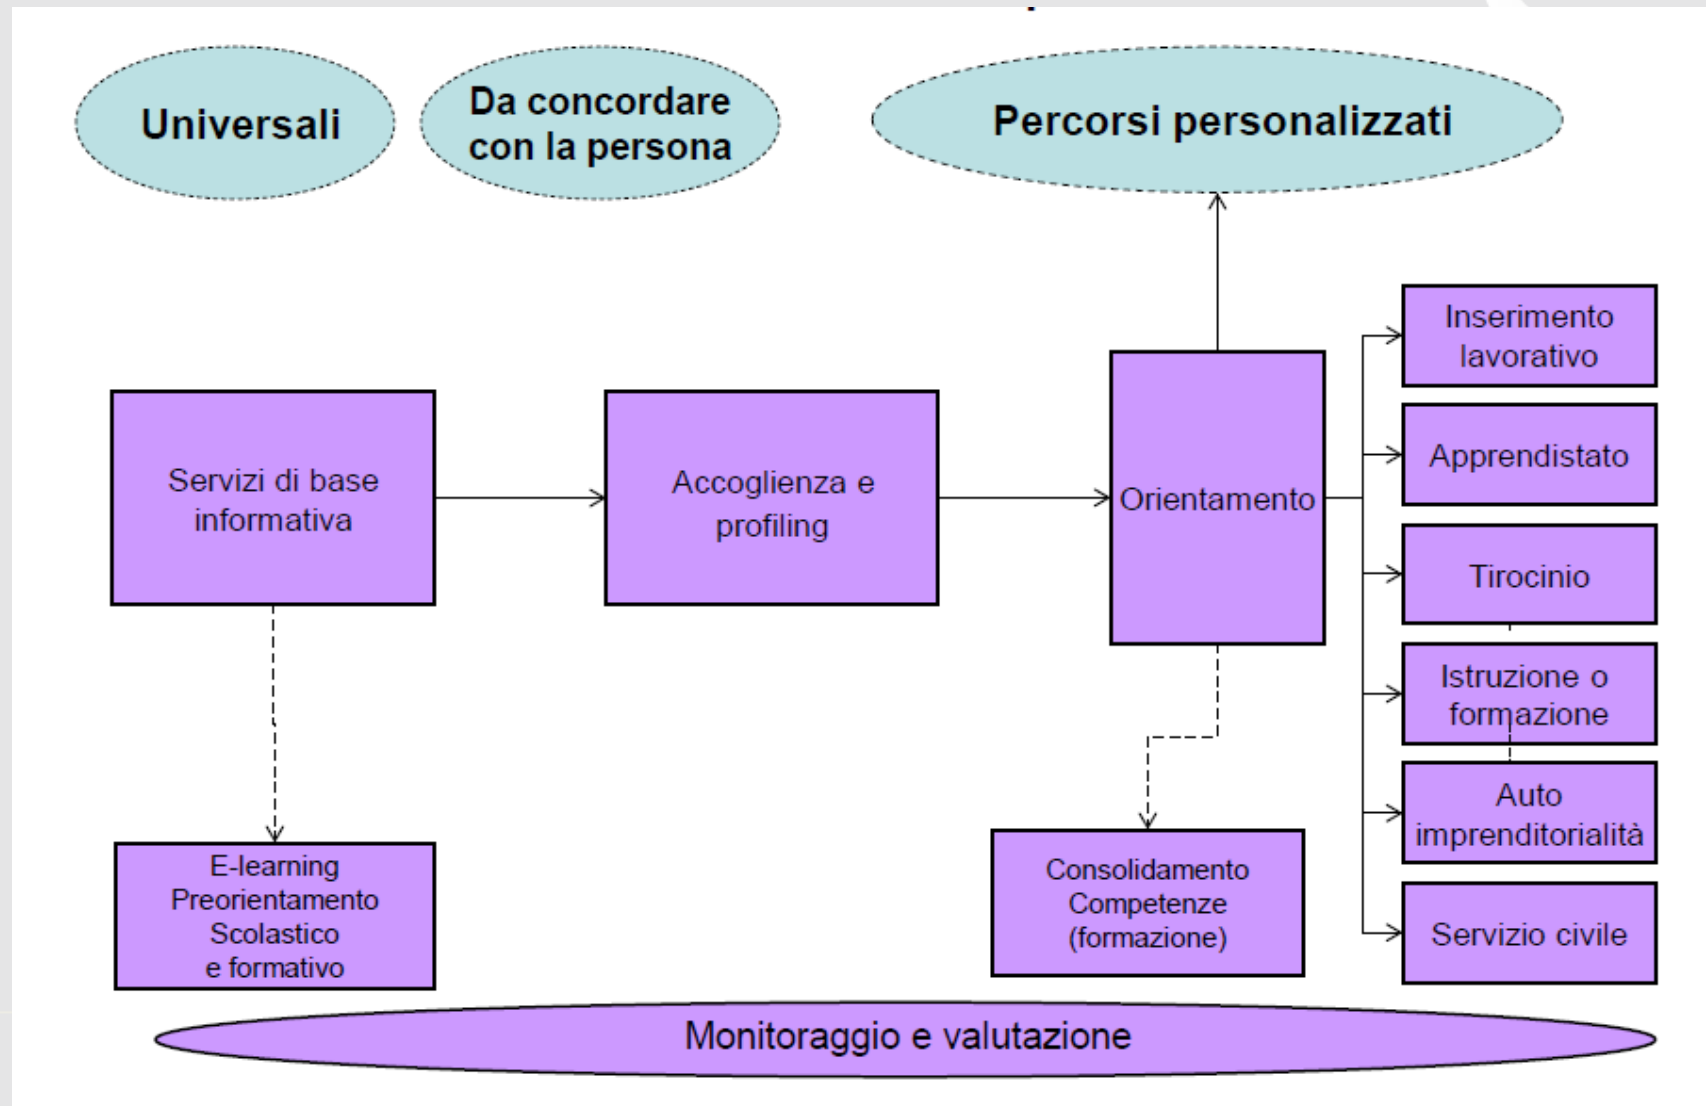 Universali
Da concordare
con la persona
Percorsi personalizzati
Servizi di base
informativa
Accoglienza e
profiling
Orientamento
Inserimento
lavorativo
Apprendistato
Tirocinio
Istruzione o
formazione
Auto
imprenditorialità
Servizio civile
E-learning
Preorientamento
Scolastico
e formativo
Consolidamento
Competenze
(formazione)
Monitoraggio e valutazione